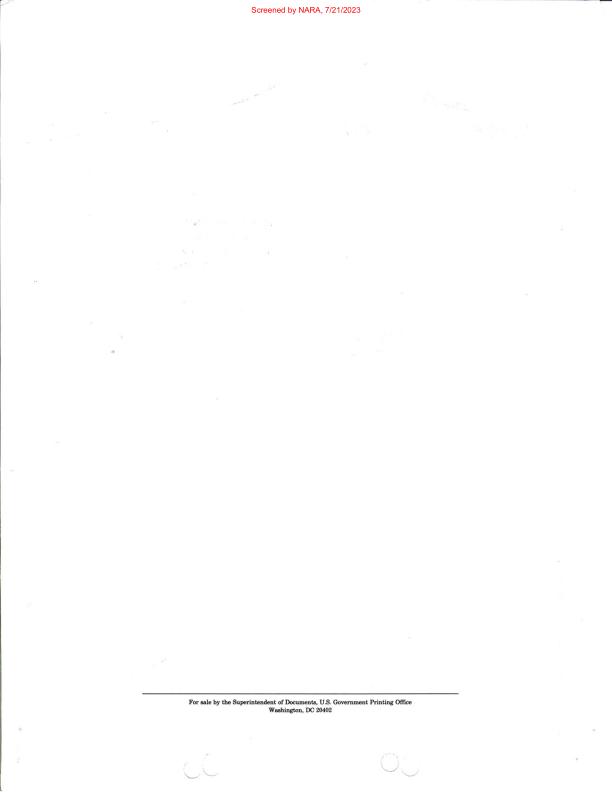 Screened by NARA, 7/21/2023
For sale by the Superintendent of Documents, U.S. Government Printing Office
Washington, DC 20402